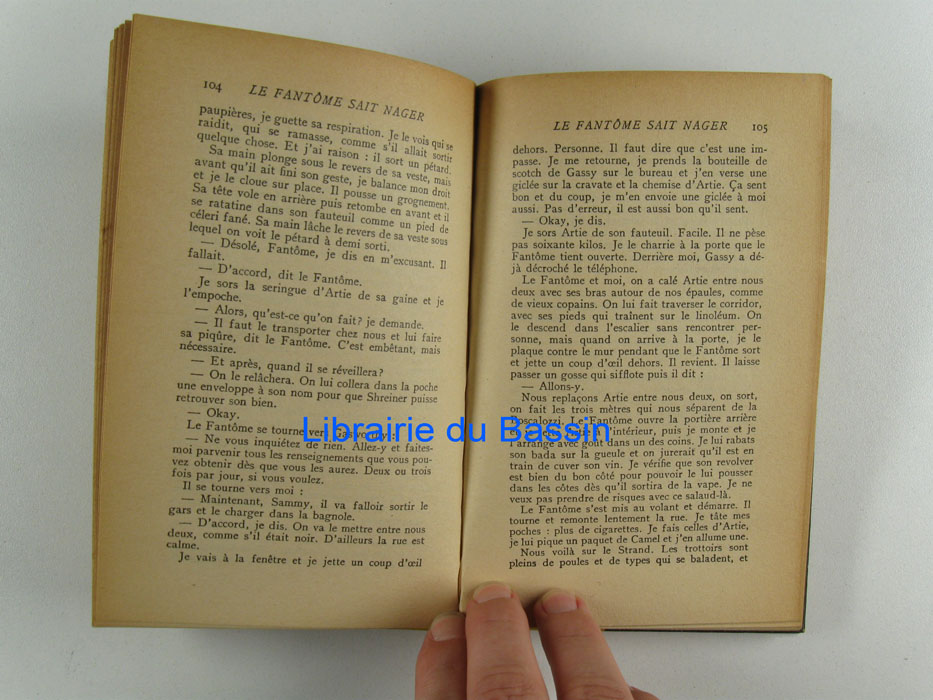 104 LE FANTÔME SAIT NAGER
paupières, je guette sa respiration. Je le vois qui se
raidit, qui se ramasse, comme s'il allait sortir
quelque chose. Et j'ai raison : il sort un pétard.
Sa main plonge sous le revers de sa veste, mais
avant qu'il ait fini son geste, je balance mon droit
et je le cloue sur place. Il pousse un grognement.
Sa tête vole en arrière puis retombe en avant et il
se ratatine dans son fauteuil comme un pied de
céleri fané. Sa main lâche le revers de sa veste sous
lequel on voit le pétard à demi sorti.
— Désolé, Fantôme, je dis en m'excusant. Il
fallait.
— D'accord, dit le Fantôme.
Je sors la seringue d'Artie de sa gaine et je
l'empoche.
— Alors, qu'est-ce qu'on fait? je demande.
— Il faut le transporter chez nous et lui faire
sa piqûre, dit le Fantôme. C'est embêtant, mais
nécessaire.
— Et après, quand il se réveillera?
— On le relâchera. On lui collera dans la poche
une enveloppe à son nom pour que Shreiner puisse
retrouver son bien.
— Okay.
Le Fantôme se tourne vers
— Ne vous inquiétez de rien. Allez-y et faites-
moi parvenir tous les renseignements que vous pou-
vez obtenir dès que vous les aurez. Deux ou trois
fois par jour, si vous voulez.
Il se tourne vers moi :
— Maintenant, Sammy, il va falloir sortir le
gars et le charger dans la bagnole.
— D'accord, je dis. On va le mettre entre nous
deux, comme s'il était noir. D'ailleurs la rue est
calme.
Je vais à la fenêtre et je jette un coup d'œil
LE FANTÔME SAIT NAGER 105
dehors. Personne. Il faut dire que c'est une im-
passe. Je me retourne, je prends la bouteille de
scotch de Gassy sur le bureau et j'en verse une
giclée sur la cravate et la chemise d'Artie. Ça sent
bon et du coup, je m'en envoie une giclée à moi
aussi. Pas d'erreur, il est aussi bon qu'il sent.
— Okay, je dis.
Je sors Artie de son fauteuil. Facile. Il ne pèse
pas soixante kilos. Je le charrie à la porte que le
Fantôme tient ouverte. Derrière moi, Gassy a dé-
jà décroché le téléphone.
Le Fantôme et moi, on a calé Artie entre nous
deux avec ses bras autour de nos épaules, comme
de vieux copains. On lui fait traverser le corridor,
avec ses pieds qui traînent sur le linoléum. On
le descend dans l'escalier sans rencontrer per-
sonne, mais quand on arrive à la porte, je le
plaque contre le mur pendant que le Fantôme sort
et jette un coup d'œil dehors. Il revient. Il laisse
passer un gosse qui sifflote puis il dit :
— Allons-y.
Nous replaçons Artie entre nous deux, on sort,
on fait les trois mètres qui nous séparent de la
Boscalozzi. Le Fantôme ouvre la portière arrière
l'intérieur, puis je monte et je
l'arrange avec goût dans un des coins. Je lui rabats
son bada sur la gueule et on jurerait qu'il est en
train de cuver son vin. Je vérifie que son revolver
est bien du bon côté pour pouvoir le lui pousser
dans les côtes dès qu'il sortira de la vape. Je ne
veux pas prendre de risques avec ce salaud-là.
Le Fantôme s'est mis au volant et démarre. Il
tourne et remonte lentement la rue. Je tâte mes
poches : plus de cigarettes. Je fais celles d'Artie,
je lui pique un paquet de Camel et j'en allume une.
Nous voilà sur le Strand. Les trottoirs sont
pleins de poules et de types qui se baladent, et
Librairie du Bassin